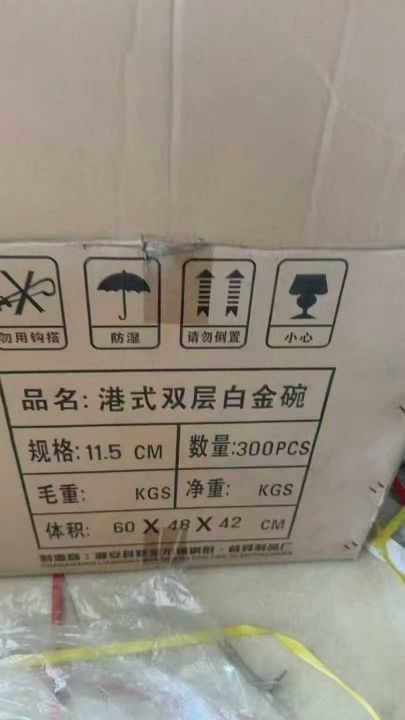 勿用钩搭 防湿 请勿倒置 小心
品名: 港式双层白金碗
规格: 11.5 CM 数量: 300PCS
毛重: KGS 净重: KGS
体积: 60 X 48 X 42 CM